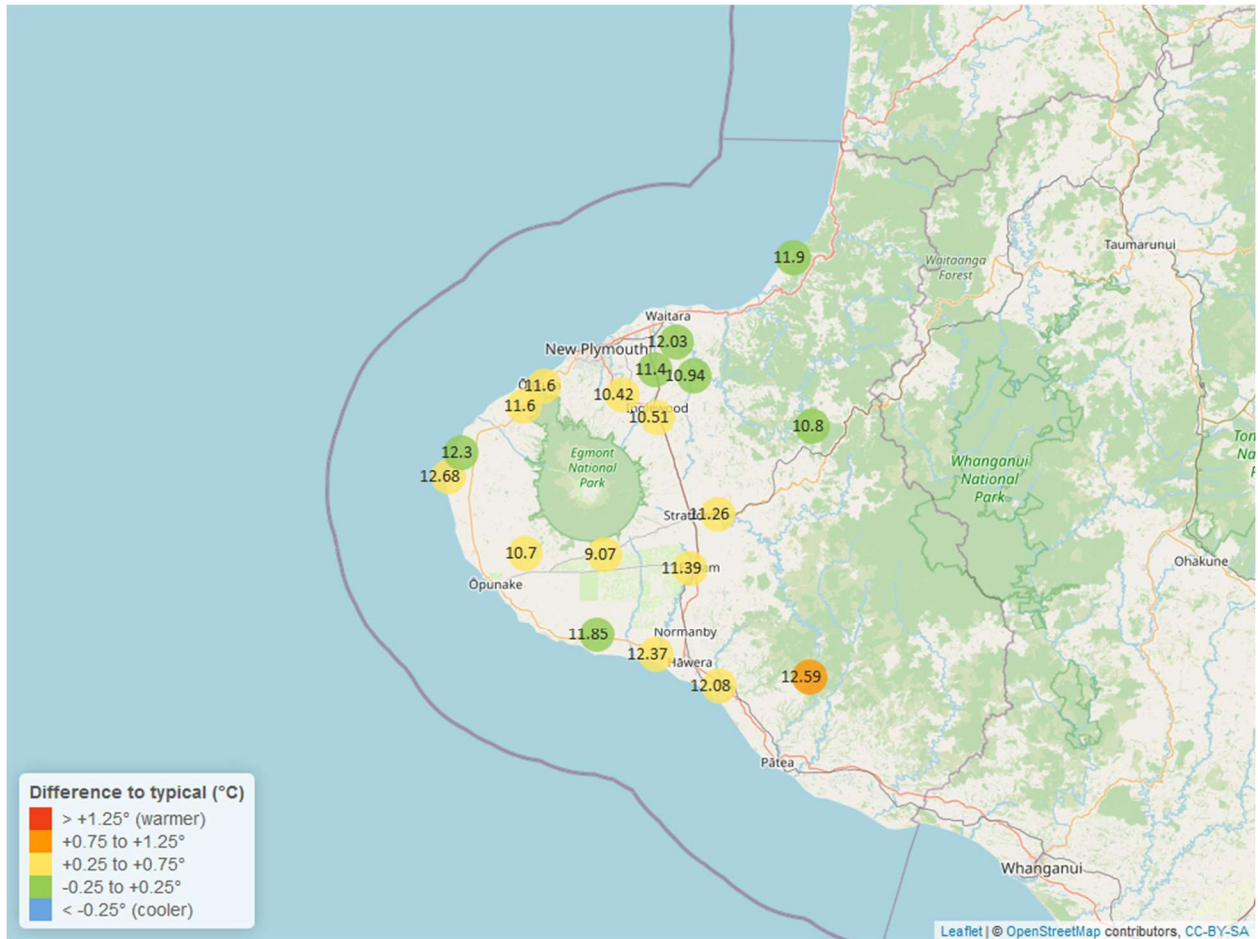 Taumarunui
11.9
Waitaanga
Forest
Waitara
12.03
New Plymouth
11.4
10.94
11.6
10.42
11.6
10.51
10.8
12.3
Egmont
National
Park
12.68
Whanganui
National
Park
11.26
10.7
9.07
11.39
Ohakune
Ōpunake
11.85
Normanby
12.37
Hāwera
12.59
12.08
Pātea
Whanganui
Difference to typical (°C)
> +1.25° (warmer)
+0.75 to +1.25°
+0.25 to +0.75°
-0.25 to +0.25°
< -0.25° (cooler)
Leaflet | © OpenStreetMap contributors, CC-BY-SA